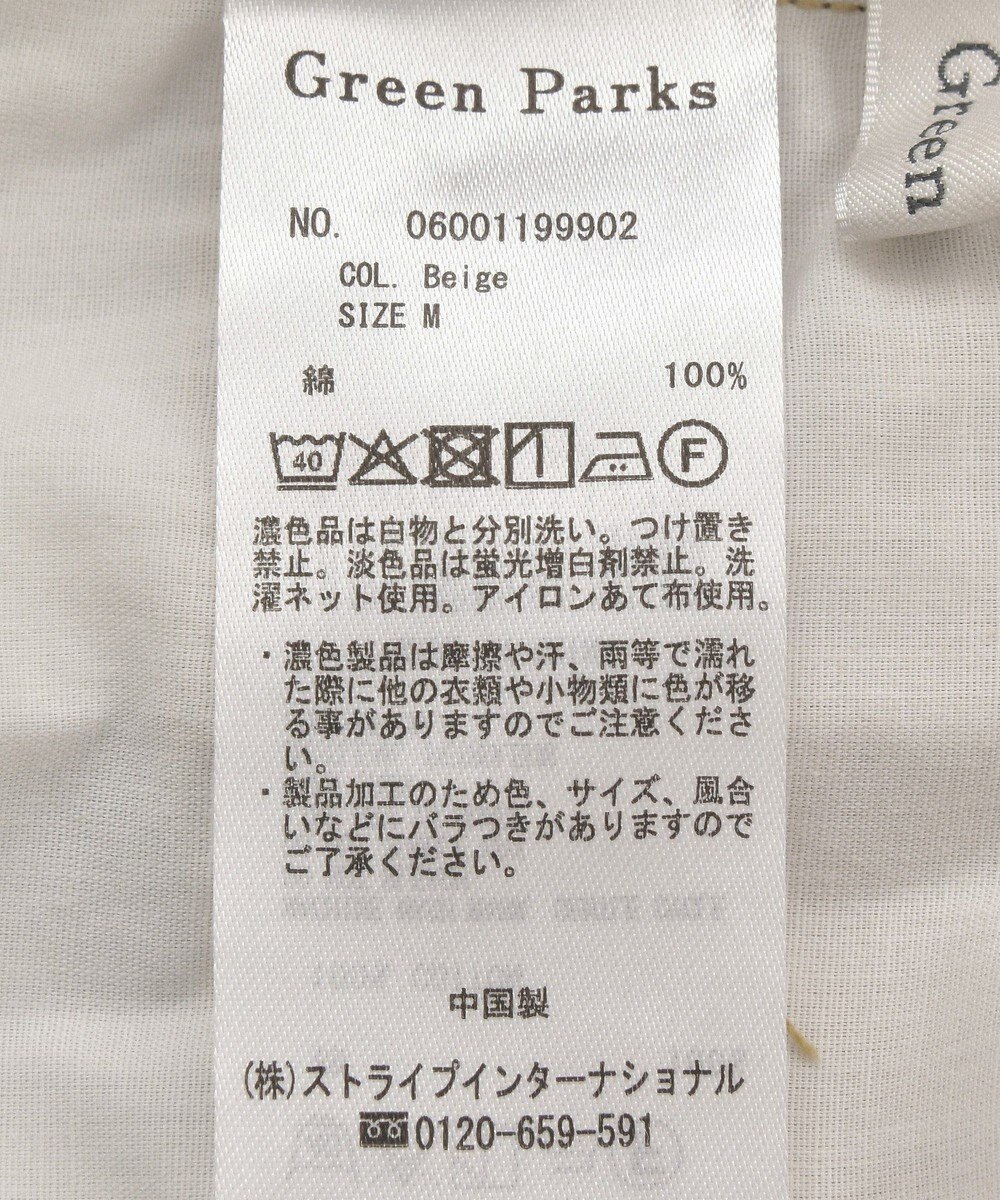 Green Parks
Green
NO. 06001199902
COL. Beige
SIZE M
綿 100%
40 F
濃色品は白物と分別洗い。つけ置き
禁止。淡色品は蛍光増白剤禁止。洗
濯ネット使用。アイロンあて布使用。
・濃色製品は摩擦や汗、雨等で濡れ
た際に他の衣類や小物類に色が移
る事がありますのでご注意くださ
い。
・製品加工のため色、サイズ、風合
いなどにバラつきがありますので
ご了承ください。
中国製
(株)ストライプインターナショナル
0120-659-591